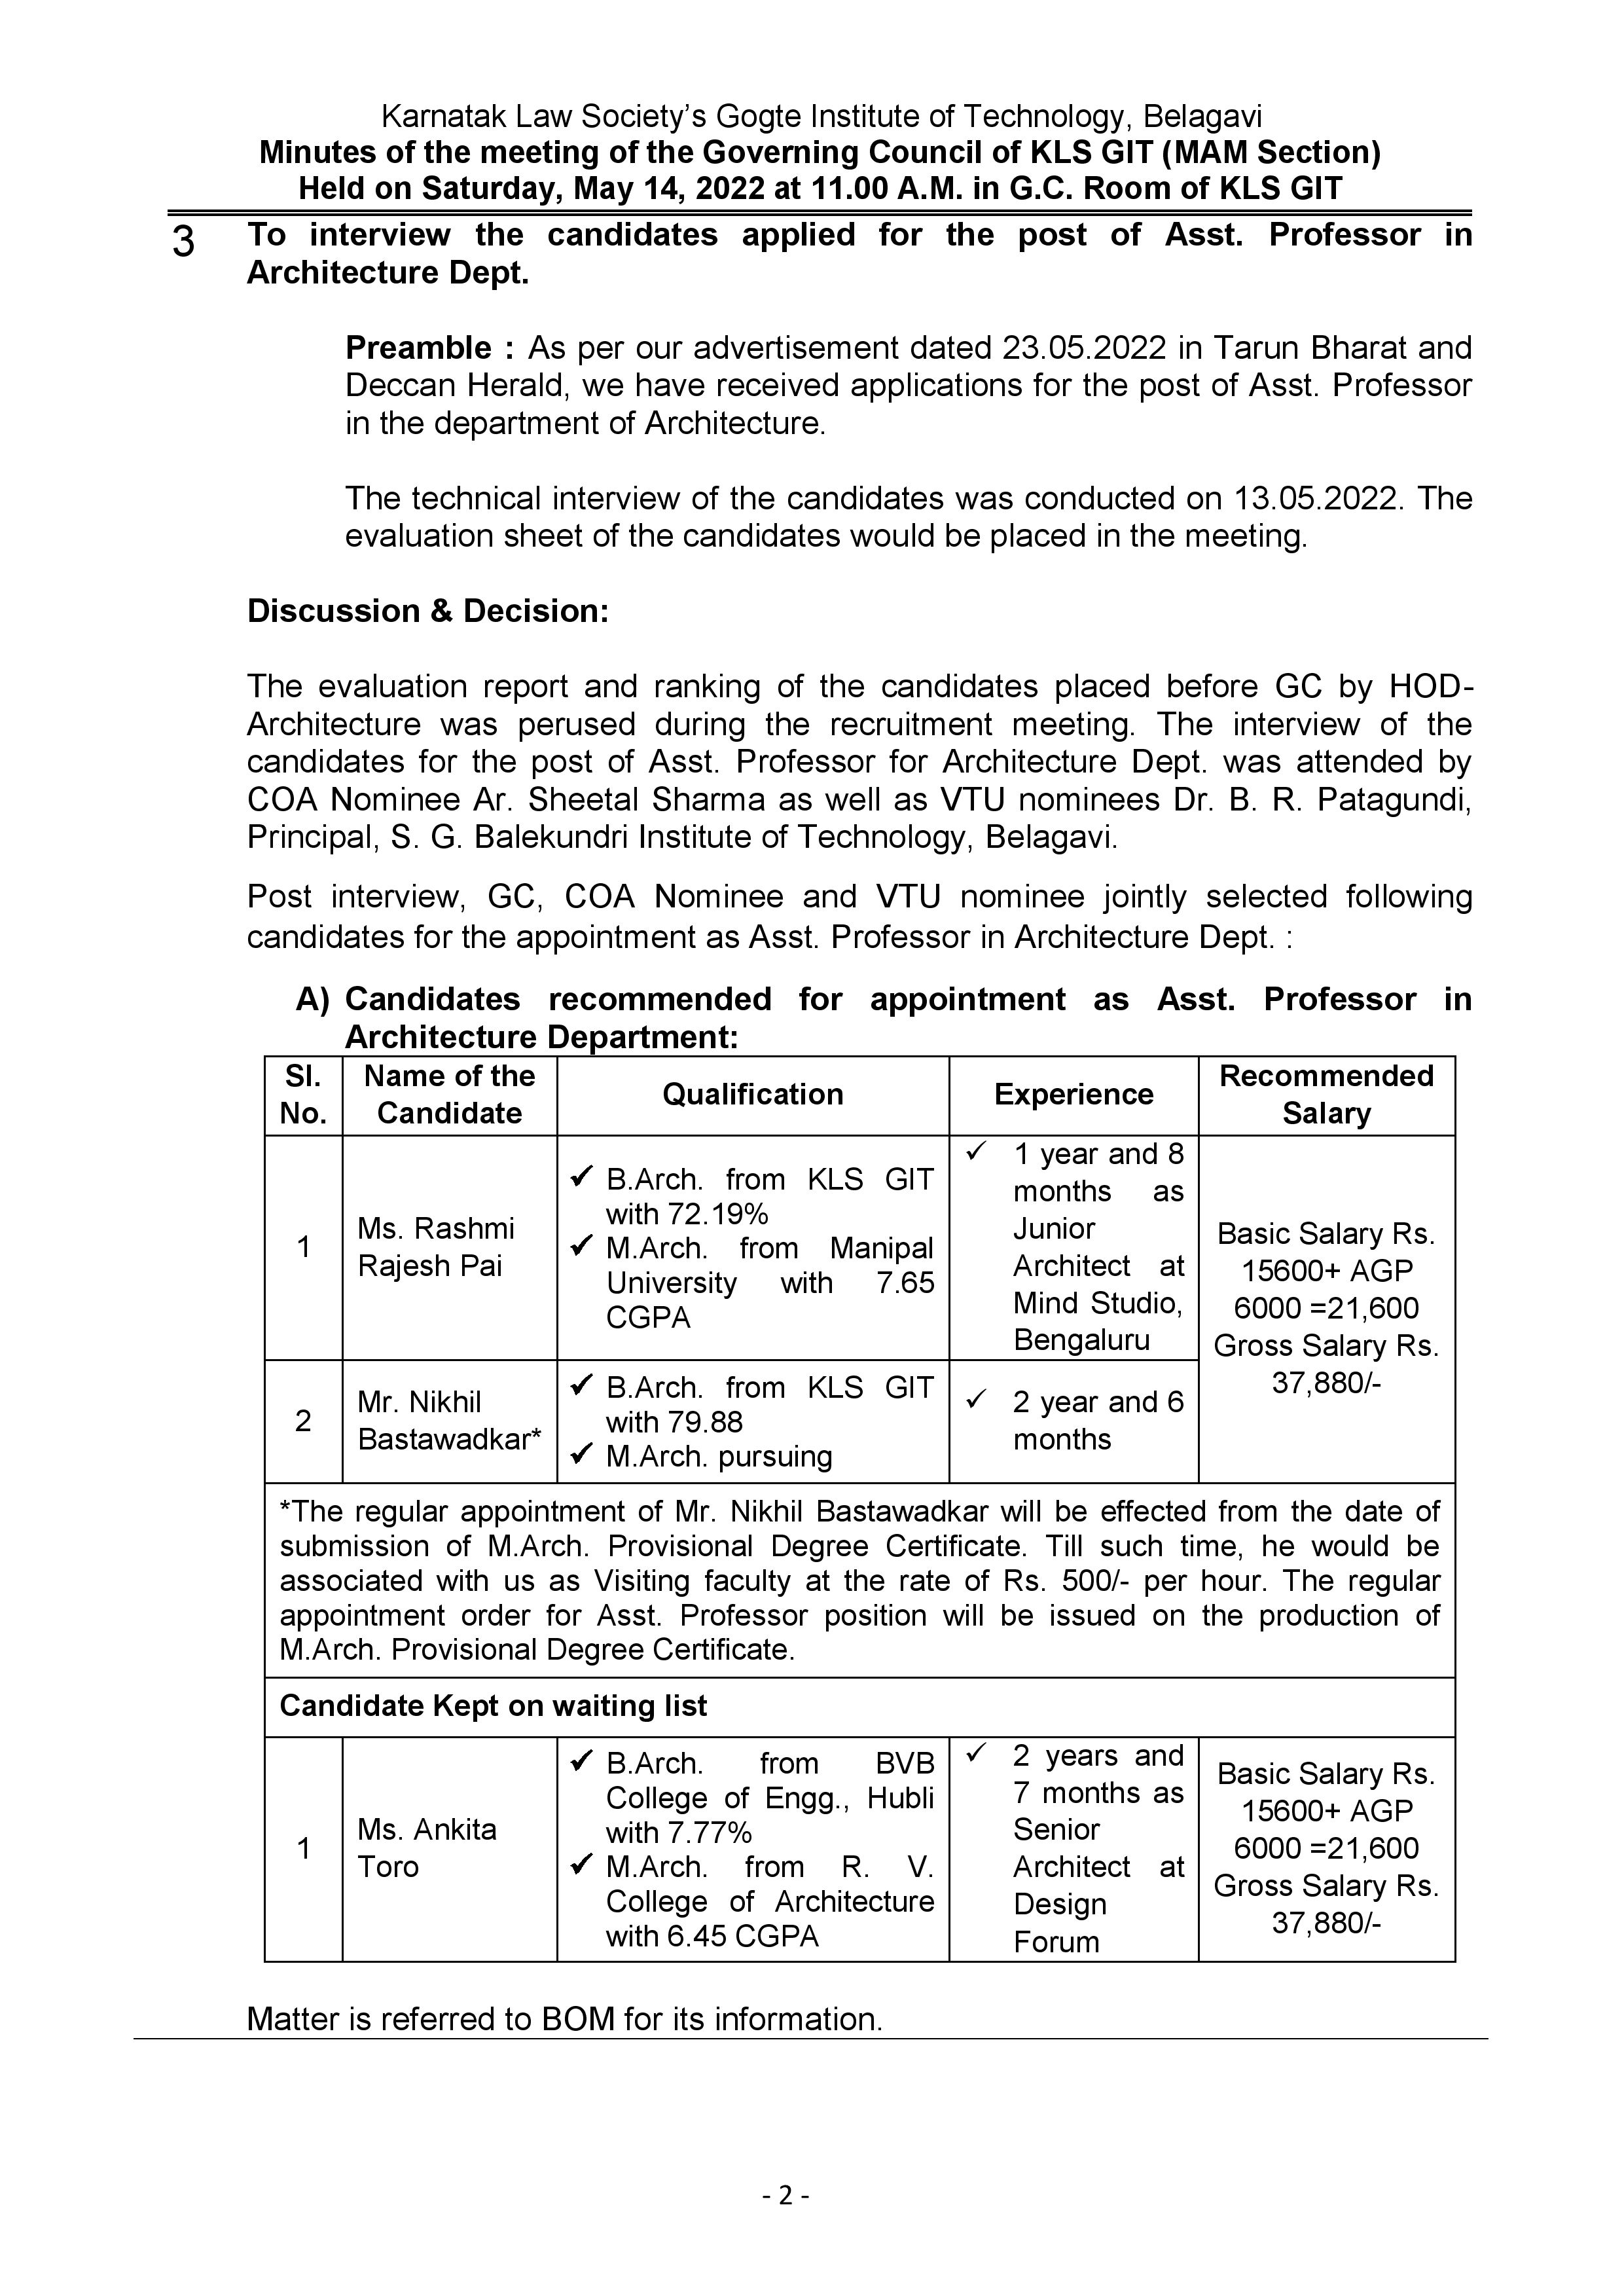 Karnatak Law Society’s Gogte Institute of Technology, Belagavi
Minutes of the meeting of the Governing Council of KLS GIT (MAM Section)
Held on Saturday, May 14, 2022 at 11.00 A.M. in G.C. Room of KLS GIT
3 To interview the candidates applied for the post of Asst. Professor in
Architecture Dept.
Preamble : As per our advertisement dated 23.05.2022 in Tarun Bharat and
Deccan Herald, we have received applications for the post of Asst. Professor
in the department of Architecture.
The technical interview of the candidates was conducted on 13.05.2022. The
evaluation sheet of the candidates would be placed in the meeting.
Discussion & Decision:
The evaluation report and ranking of the candidates placed before GC by HOD-
Architecture was perused during the recruitment meeting. The interview of the
candidates for the post of Asst. Professor for Architecture Dept. was attended by
COA Nominee Ar. Sheetal Sharma as well as VTU nominees Dr. B. R. Patagundi,
Principal, S. G. Balekundri Institute of Technology, Belagavi.
Post interview, GC, COA Nominee and VTU nominee jointly selected following
candidates for the appointment as Asst. Professor in Architecture Dept. :
A) Candidates recommended for appointment as Asst. Professor in
Architecture Department:
Sl.
No.
Name of the
Candidate
Qualification
Experience
Recommended
Salary
1
Ms. Rashmi
Rajesh Pai
✓ B.Arch. from KLS GIT
with 72.19%
✓ M.Arch. from Manipal
University with 7.65
CGPA
✓ 1 year and 8
months as
Junior
Architect at
Mind Studio,
Bengaluru
Basic Salary Rs.
15600+ AGP
6000 =21,600
Gross Salary Rs.
37,880/-
2
Mr. Nikhil
Bastawadkar*
✓ B.Arch. from KLS GIT
with 79.88
✓ M.Arch. pursuing
✓ 2 year and 6
months
*The regular appointment of Mr. Nikhil Bastawadkar will be effected from the date of
submission of M.Arch. Provisional Degree Certificate. Till such time, he would be
associated with us as Visiting faculty at the rate of Rs. 500/- per hour. The regular
appointment order for Asst. Professor position will be issued on the production of
M.Arch. Provisional Degree Certificate.
Candidate Kept on waiting list
1
Ms. Ankita
Toro
✓ B.Arch. from BVB
College of Engg., Hubli
with 7.77%
✓ M.Arch. from R. V.
College of Architecture
with 6.45 CGPA
✓ 2 years and
7 months as
Senior
Architect at
Design
Forum
Basic Salary Rs.
15600+ AGP
6000 =21,600
Gross Salary Rs.
37,880/-
Matter is referred to BOM for its information.
- 2 -